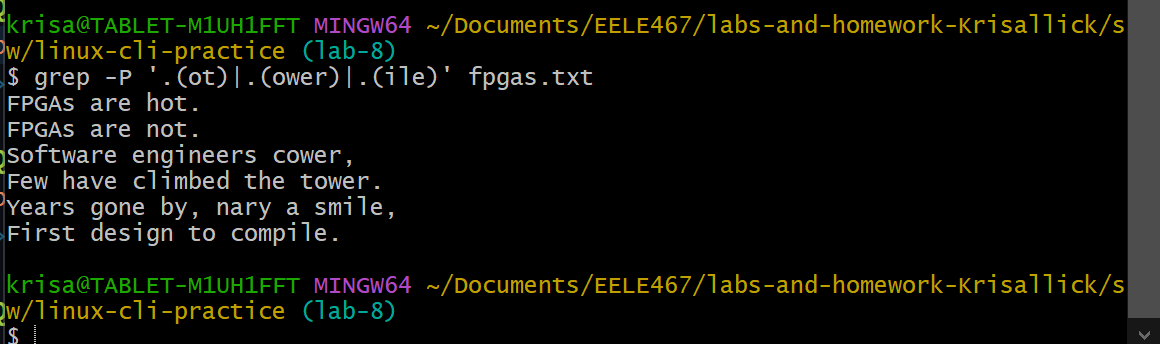 krisa@TABLET-M1UH1FFT MINGW64 ~/Documents/EELE467/labs-and-homework-Krisallick/s
w/linux-cli-practice (lab-8)
$ grep -P '.(ot)|.(ower)|.(ile)' fpgas.txt
FPGAs are hot.
FPGAs are not.
Software engineers cower,
Few have climbed the tower.
Years gone by, nary a smile,
First design to compile.
krisa@TABLET-M1UH1FFT MINGW64 ~/Documents/EELE467/labs-and-homework-Krisallick/s
w/linux-cli-practice (lab-8)
$